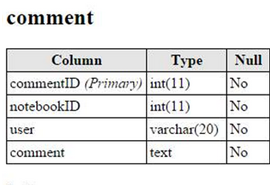 comment
Column Type Null
commentID (Primary) int(11) No
notebookID int(11) No
user varchar(20) No
comment text No